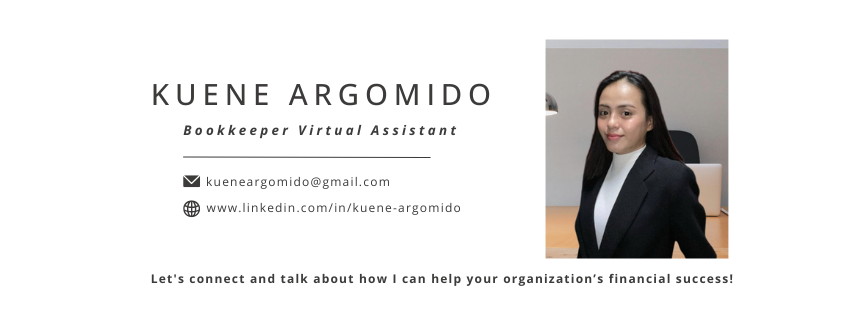 KUENE ARGOMIDO
Bookkeeper Virtual Assistant
kueneargomido@gmail.com
www.linkedin.com/in/kuene-argomido
Let's connect and talk about how I can help your organization’s financial success!